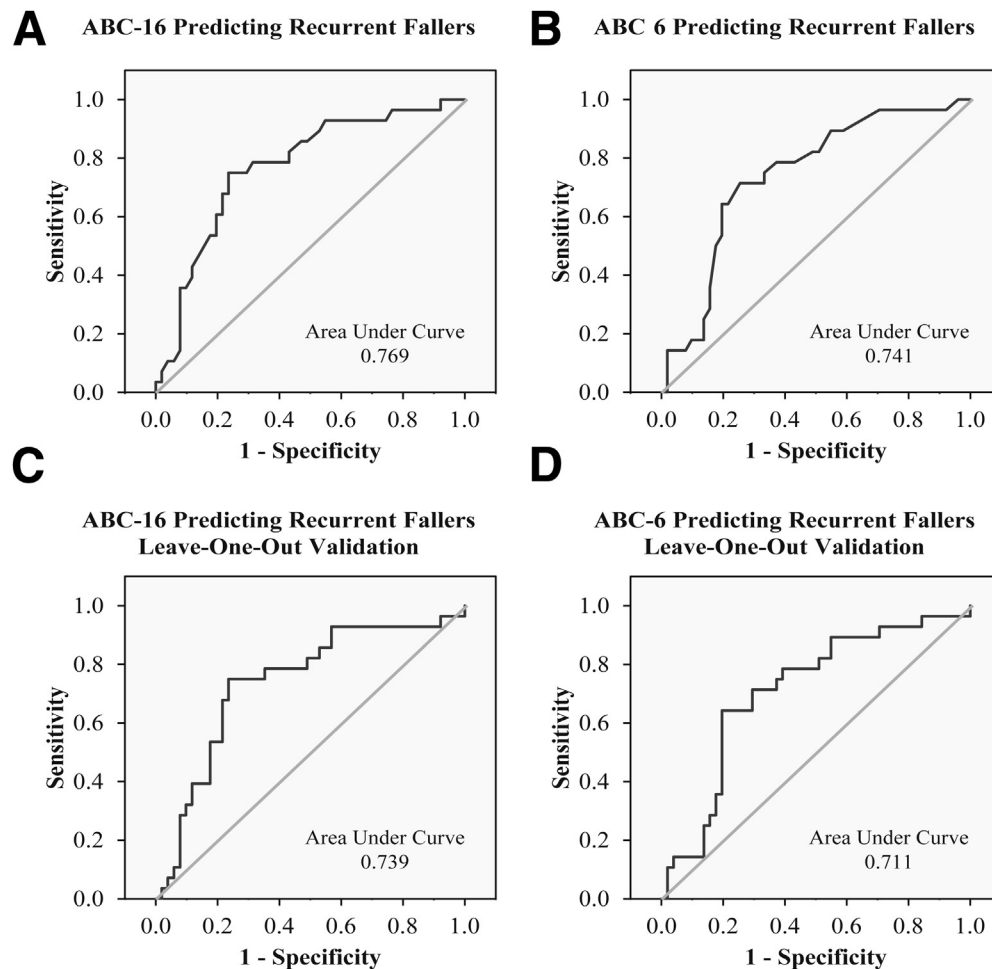 A
ABC-16 Predicting Recurrent Fallers
Sensitivity
1.0
0.8
0.6
0.4
0.2
0.0
Area Under Curve
0.769
0.0 0.2 0.4 0.6 0.8 1.0
1 - Specificity
B
ABC 6 Predicting Recurrent Fallers
Sensitivity
1.0
0.8
0.6
0.4
0.2
0.0
Area Under Curve
0.741
0.0 0.2 0.4 0.6 0.8 1.0
1 - Specificity
C
ABC-16 Predicting Recurrent Fallers
Leave-One-Out Validation
Sensitivity
1.0
0.8
0.6
0.4
0.2
0.0
Area Under Curve
0.739
0.0 0.2 0.4 0.6 0.8 1.0
1 - Specificity
D
ABC-6 Predicting Recurrent Fallers
Leave-One-Out Validation
Sensitivity
1.0
0.8
0.6
0.4
0.2
0.0
Area Under Curve
0.711
0.0 0.2 0.4 0.6 0.8 1.0
1 - Specificity